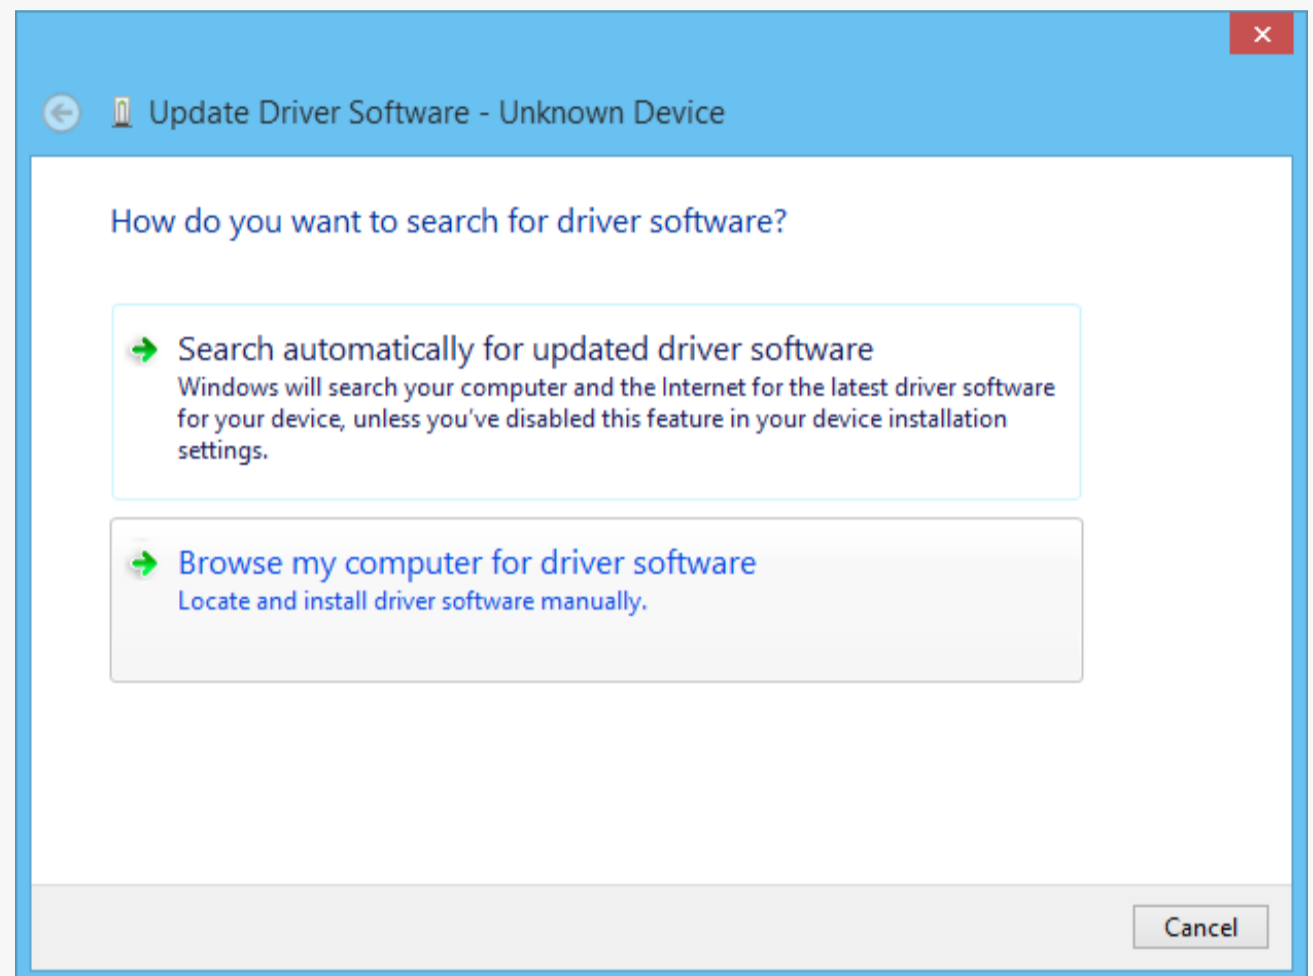 Update Driver Software - Unknown Device
How do you want to search for driver software?
Search automatically for updated driver software
Windows will search your computer and the Internet for the latest driver software
for your device, unless you've disabled this feature in your device installation
settings.
Browse my computer for driver software
Locate and install driver software manually.
Cancel